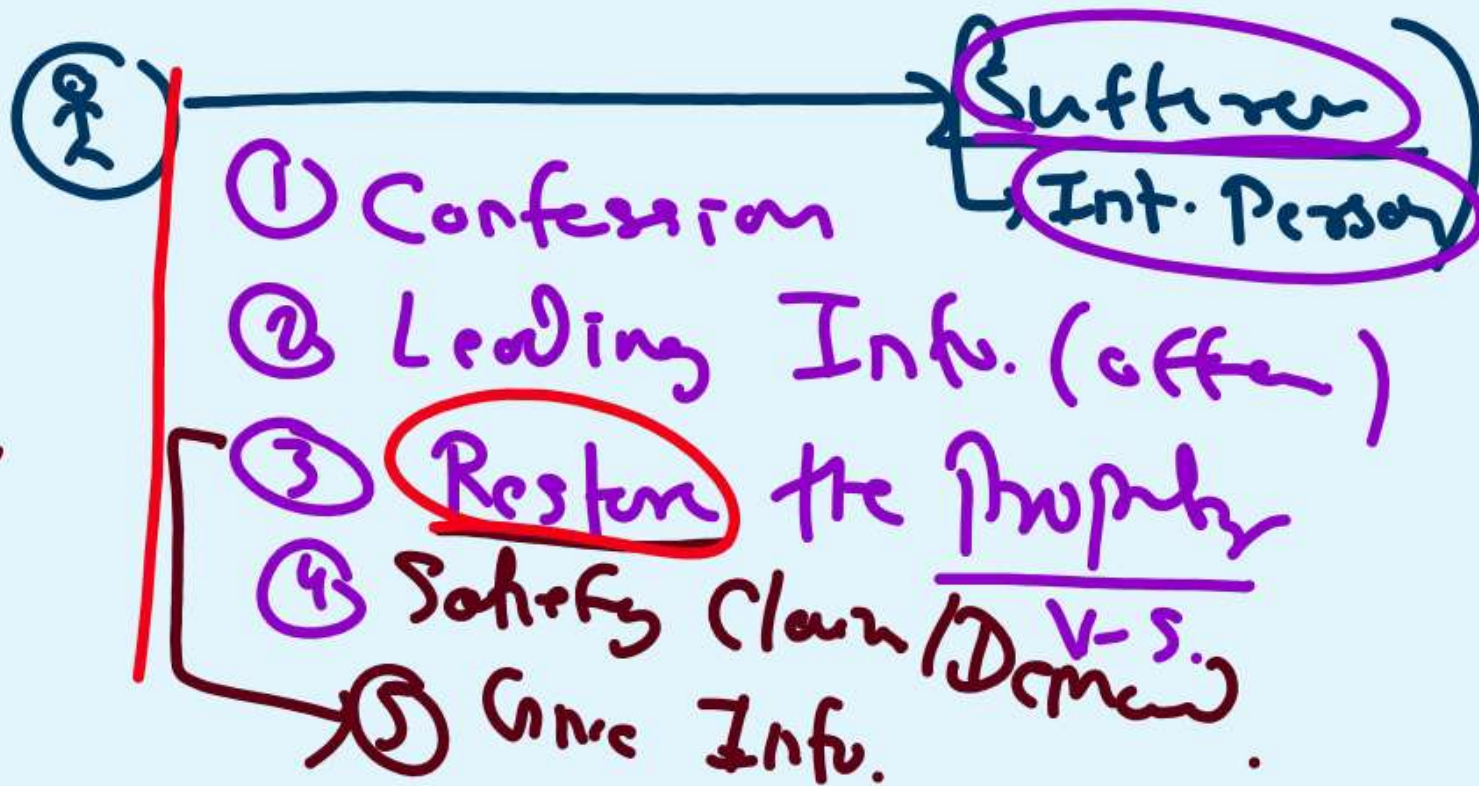 Sufferer
Int. Person
① Confession
② Leading Info. (offen)
③ Restore the Property
V-S.
④ Satisfy Claim/Demand
⑤ Give Info.